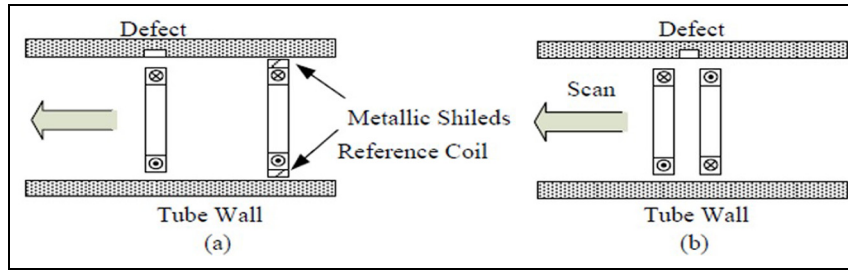 Defect
Metallic Shileds
Reference Coil
Tube Wall
(a)
Defect
Scan
Tube Wall
(b)